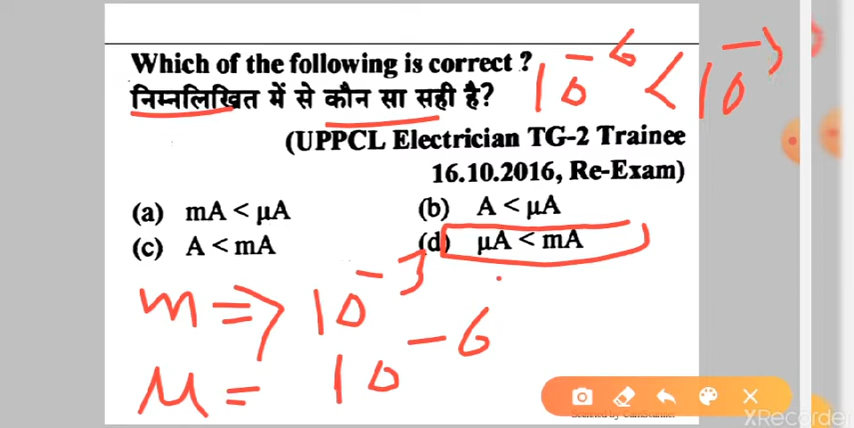 Which of the following is correct ?
निम्नलिखित में से कौन सा सही है?
10⁻⁶ < 10⁻³
(UPPCL Electrician TG-2 Trainee
16.10.2016, Re-Exam)
(a) mA < μA (b) A < μA
(c) A < mA (d) μA < mA
m ⇒ 10⁻³
μ = 10⁻⁶
XRecorder